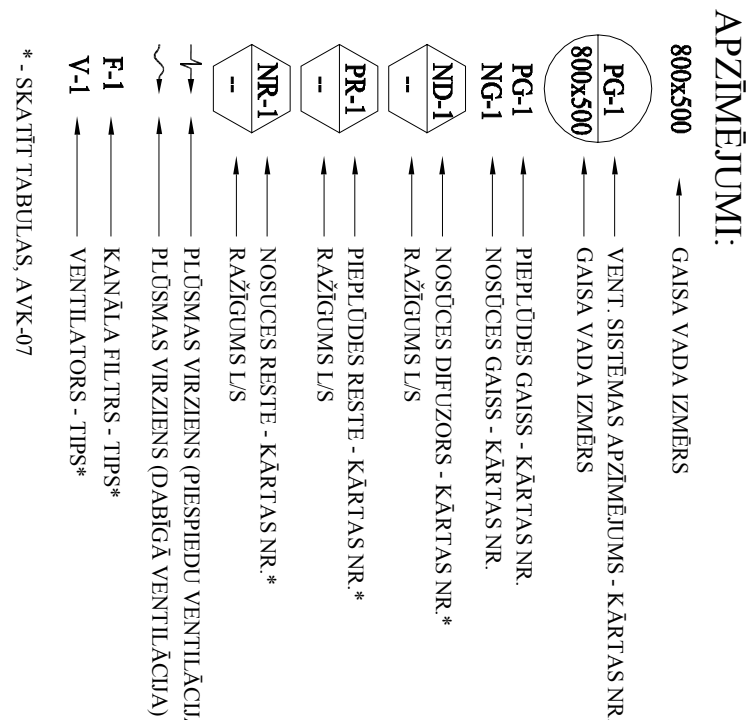 APZĪMĒJUMI:
800x500 GAISA VADA IZMĒRS
PG-1 VENT. SISTĒMAS APZĪMĒJUMS - KĀRTAS NR.
800x500 GAISA VADA IZMĒRS
PG-1 PIEPLŪDES GAISS - KĀRTAS NR.
NG-1 NOSŪCES GAISS - KĀRTAS NR.
ND-1 NOSŪCES DIFUZORS - KĀRTAS NR.*
-- RAŽĪGUMS L/S
PR-1 PIEPLŪDES RESTE - KĀRTAS NR.*
-- RAŽĪGUMS L/S
NR-1 NOSUCES RESTE - KĀRTAS NR.*
-- RAŽĪGUMS L/S
PLŪSMAS VIRZIENS (PIESPIEDU VENTILĀCIJ
PLŪSMAS VIRZIENS (DABĪGĀ VENTILĀCIJA)
F-1 KANĀLA FILTRS - TIPS*
V-1 VENTILATORS - TIPS*
* - SKATĪT TABULAS, AVK-07